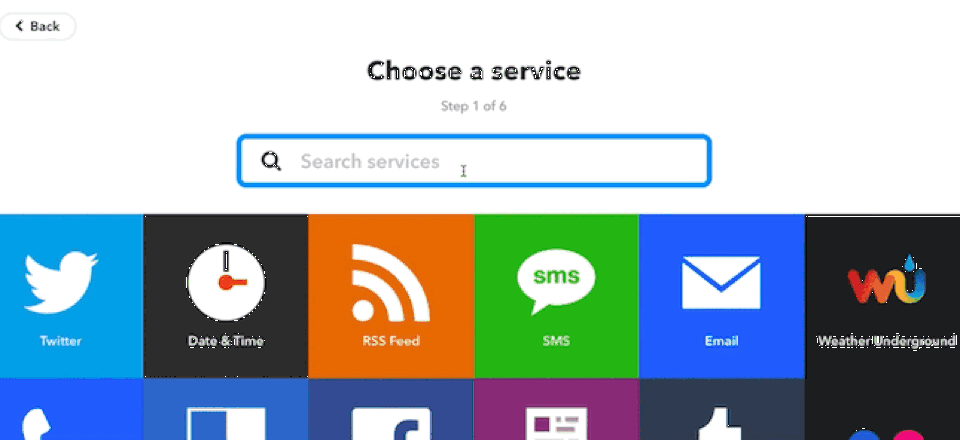 Back
Choose a service
Step 1 of 6
Search services
sms
Twitter
Date & Time
RSS Feed
SMS
Email
Weather Underground